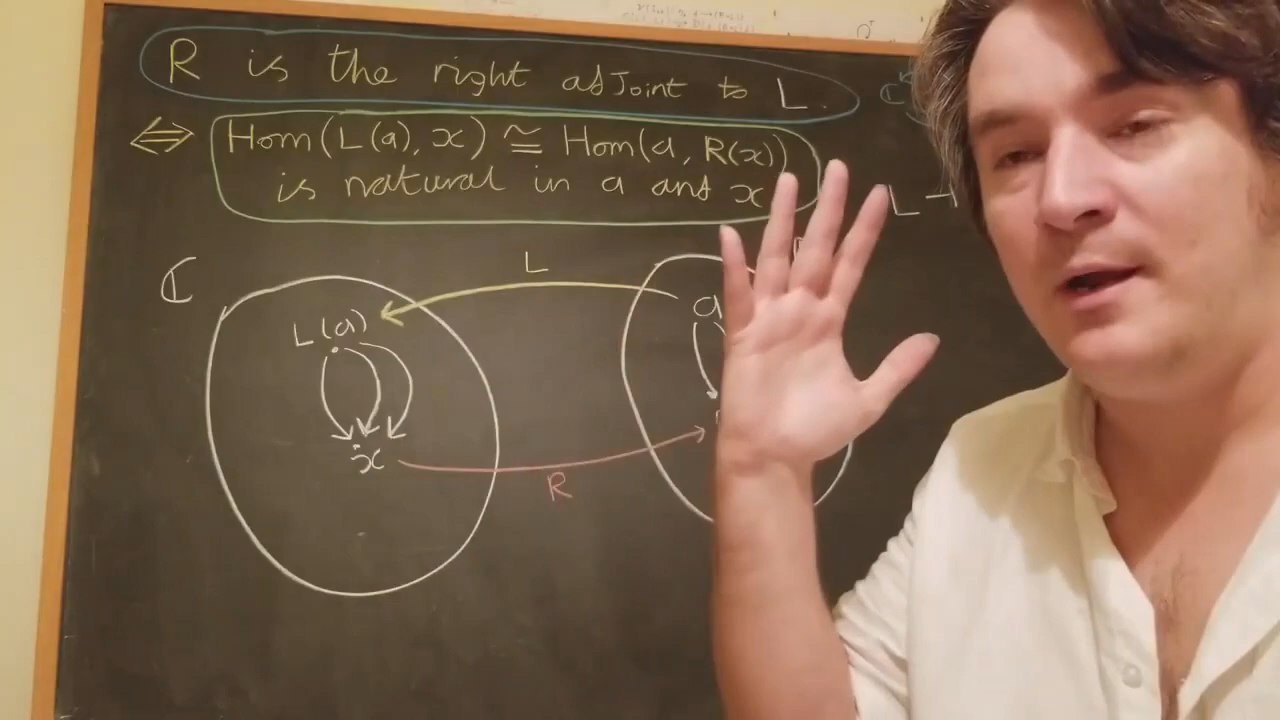 R is the right adjoint to L.
⇔ Hom(L(a), x) ≅ Hom(a, R(x))
is natural in a and x
L ⊣
ℂ
L
L(a)
a
x
R